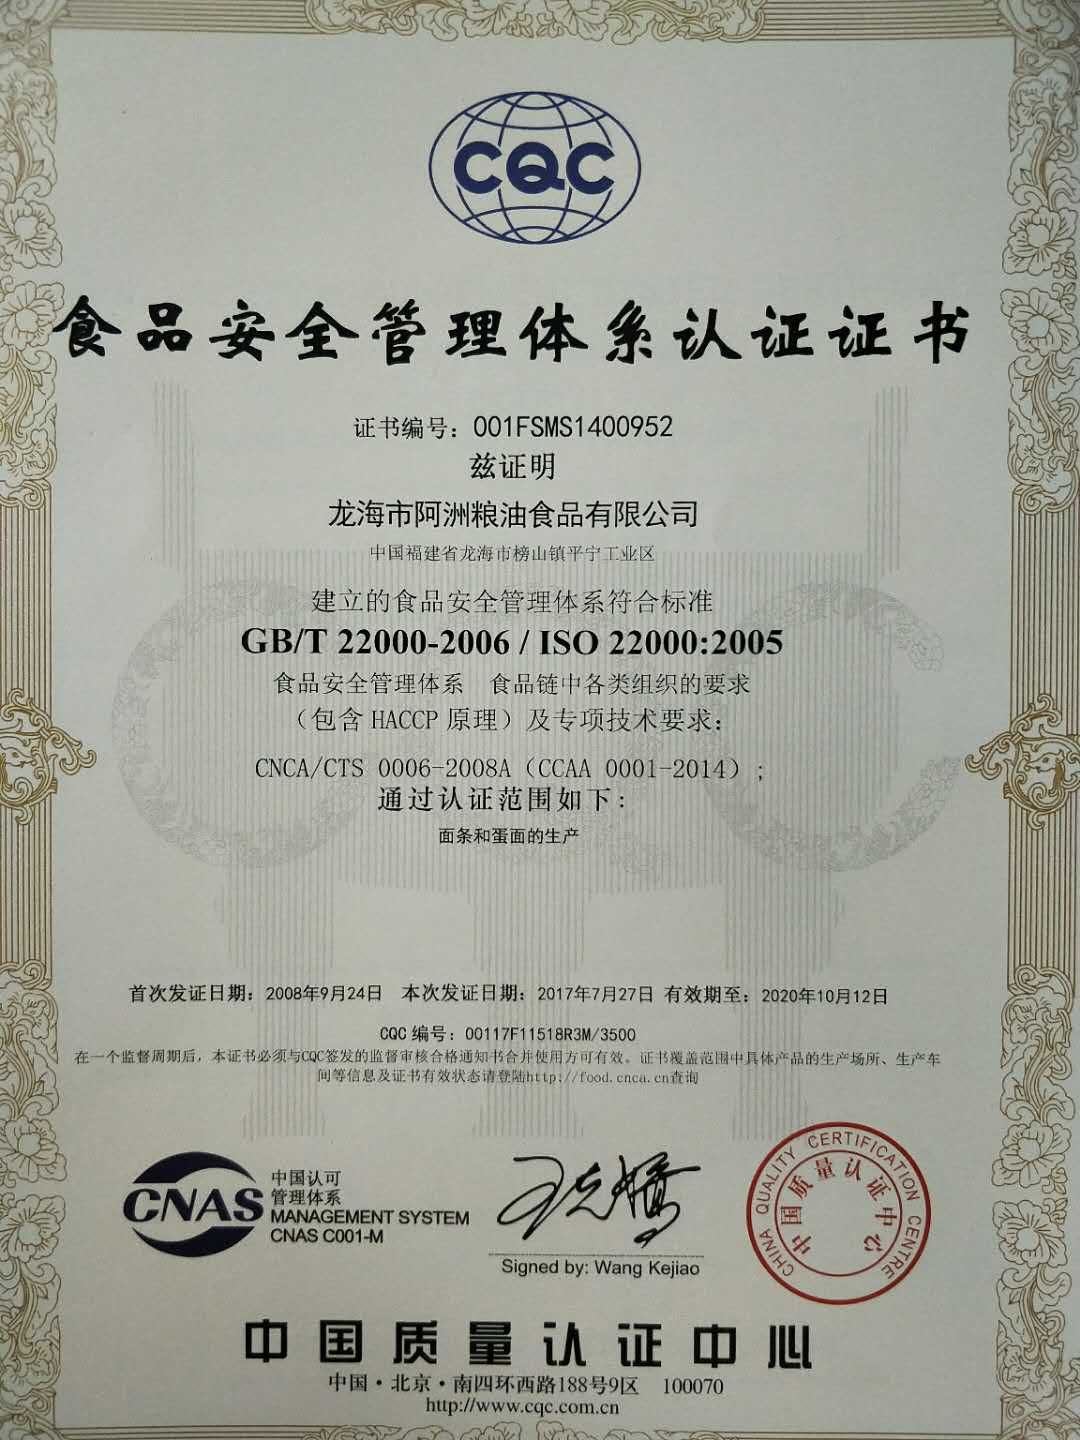 CQC
食品安全管理体系认证证书
证书编号：001FSMS1400952
兹证明
龙海市阿洲粮油食品有限公司
中国福建省龙海市榜山镇平宁工业区
建立的食品安全管理体系符合标准
GB/T 22000-2006 / ISO 22000:2005
食品安全管理体系 食品链中各类组织的要求
（包含 HACCP 原理）及专项技术要求：
CNCA/CTS 0006-2008A（CCAA 0001-2014）;
通过认证范围如下：
面条和蛋面的生产
首次发证日期：2008年9月24日 本次发证日期：2017年7月27日 有效期至：2020年10月12日
CQC 编号：00117F11518R3M/3500
在一个监督周期后，本证书必须与CQC签发的监督审核合格通知书合并使用方可有效。证书覆盖范围中具体产品的生产场所、生产车
间等信息及证书有效状态请登陆http://food.cnca.cn查询
CNAS
中国认可
管理体系
MANAGEMENT SYSTEM
CNAS C001-M
王克娇
Signed by: Wang Kejiao
CHINA QUALITY CERTIFICATION CENTRE
中国质量认证中心
中国质量认证中心
中国·北京·南四环西路188号9区 100070
http://www.cqc.com.cn